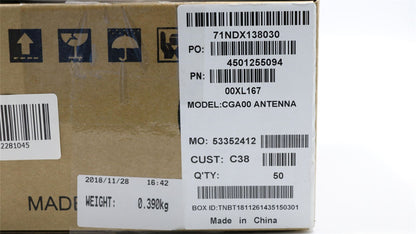 71NDX138030
PO:
4501255094
PN:
00XL167
MODEL:CGA00 ANTENNA
MO: 53352412
CUST: C38
Q'TY: 50
BOX ID:TNBT1811261435150301
Made in China
2281045
2018/11/28 16:42
WEIGHT: 0.390kg
MADE